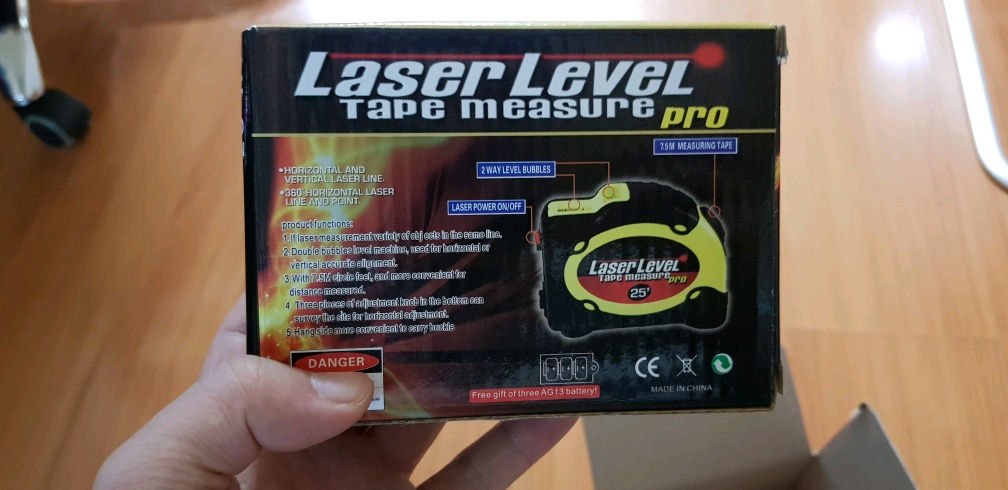 Laser Level
Tape measure pro
7.5M MEASURING TAPE
2 WAY LEVEL BUBBLES
LASER POWER ON/OFF
•HORIZONTAL AND
VERTICAL LASER LINE.
•360° HORIZONTAL LASER
LINE AND POINT.
product functions:
1.If laser measurement variety of obj ects in the same line.
2.Double bubbles level machine, used for horizontal or
vertical accurate alignment.
3.With 7.5M circle feet, and more convenient for
distance measured.
4. Three pieces of adjustment knob in the bottom can
survey the site for horizontal adjustment.
5.Hang side more convenient to carry buckle
Laser Level
Tape measure pro
25'
DANGER
Free gift of three AG13 battery!
CE
MADE IN CHINA